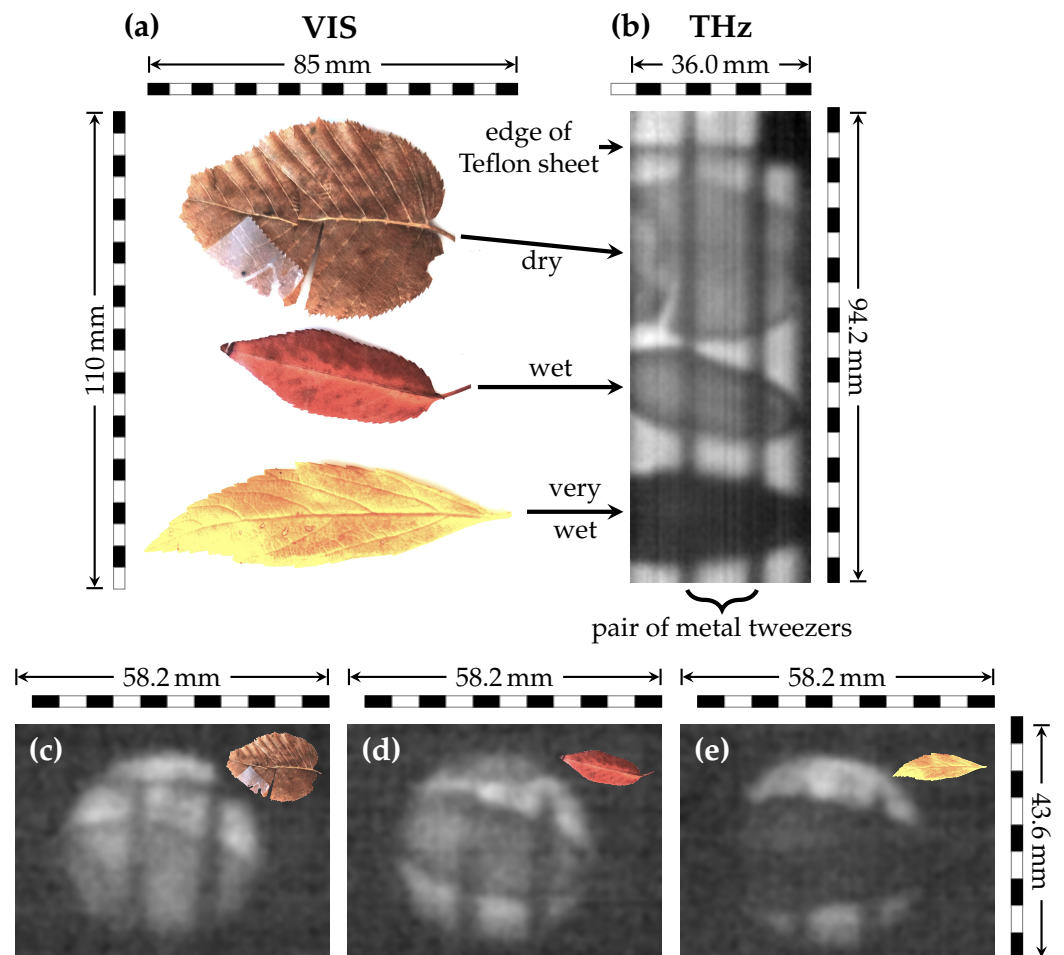 (a)
VIS
(b)
THz
85 mm
36.0 mm
edge of
Teflon sheet
dry
110 mm
94.2 mm
wet
very
wet
pair of metal tweezers
58.2 mm
58.2 mm
58.2 mm
(c)
(d)
(e)
43.6 mm